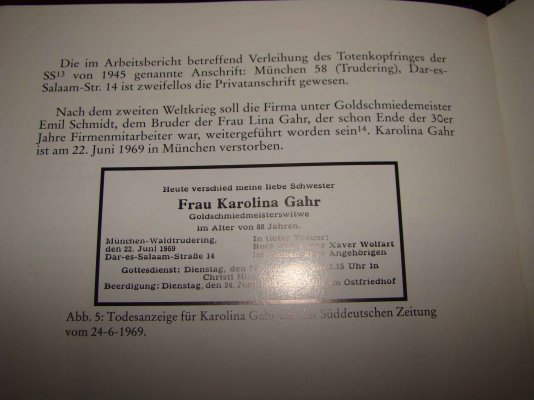 Die im Arbeitsbericht betreffend Verleihung des Totenkopfringes der
SS¹³ von 1945 genannte Anschrift: München 58 (Trudering), Dar-es-
Salaam-Str. 14 ist zweifellos die Privatanschrift gewesen.
Nach dem zweiten Weltkrieg soll die Firma unter Goldschmiedemeister
Emil Schmidt, dem Bruder der Frau Lina Gahr, der schon Ende der 30er
Jahre Firmenmitarbeiter war, weitergeführt worden sein¹⁴. Karolina Gahr
ist am 22. Juni 1969 in München verstorben.
Heute verschied meine liebe Schwester
Frau Karolina Gahr
Goldschmiedmeisterswitwe
im Alter von 88 Jahren.
München-Waldtrudering,
den 22. Juni 1969
Dar-es-Salaam-Straße 14
In tiefer Trauer:
Xaver Wolfart
Angehörigen
Gottesdienst: Dienstag, den Uhr in
Christi
Beerdigung: Dienstag, den 24. Ostfriedhof
Abb. 5: Todesanzeige für Karolina Gahr Süddeutschen Zeitung
vom 24-6-1969.